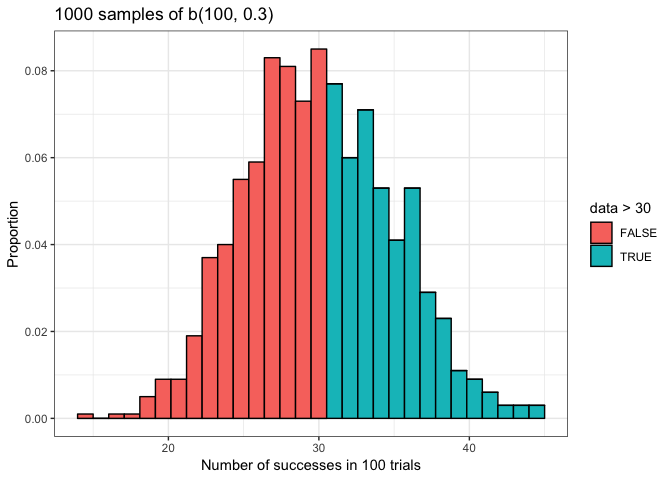 1000 samples of b(100, 0.3)
0.08
0.06
0.04
0.02
0.00
Proportion
20
30
40
Number of successes in 100 trials
data > 30
FALSE
TRUE